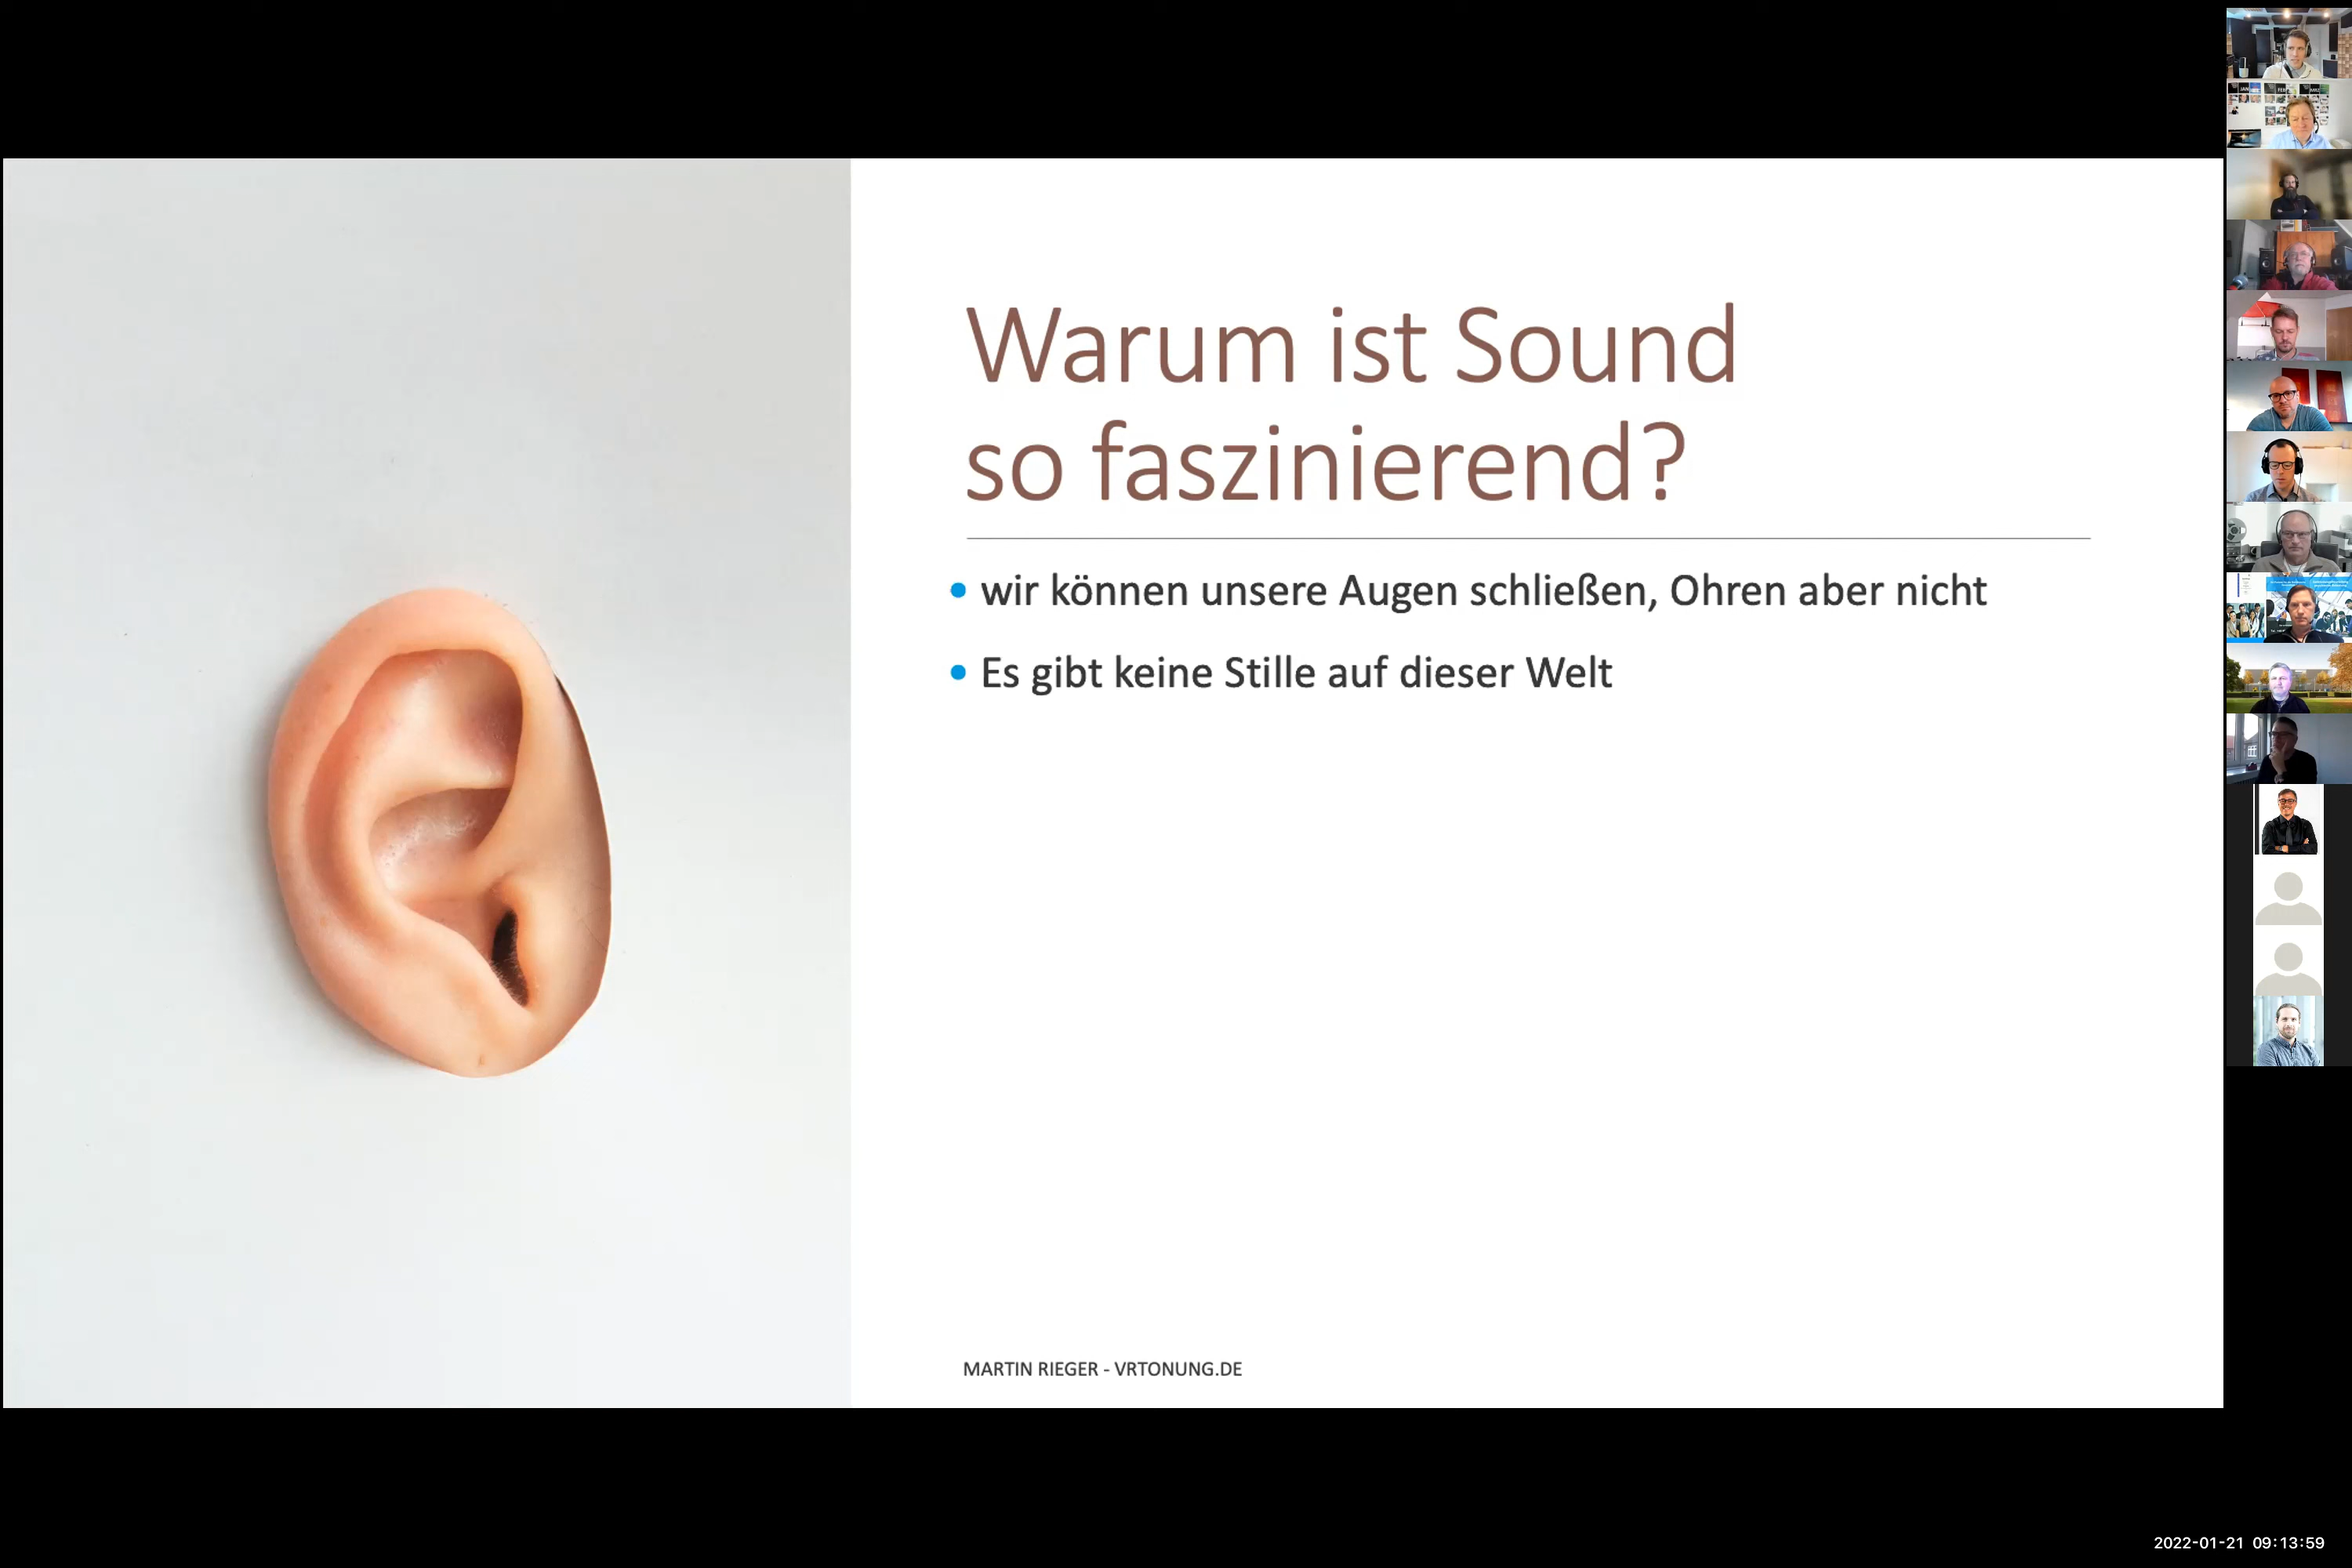 Warum ist Sound
so faszinierend?
• wir können unsere Augen schließen, Ohren aber nicht
• Es gibt keine Stille auf dieser Welt
MARTIN RIEGER - VRTONUNG.DE
2022-01-21 09:13:59